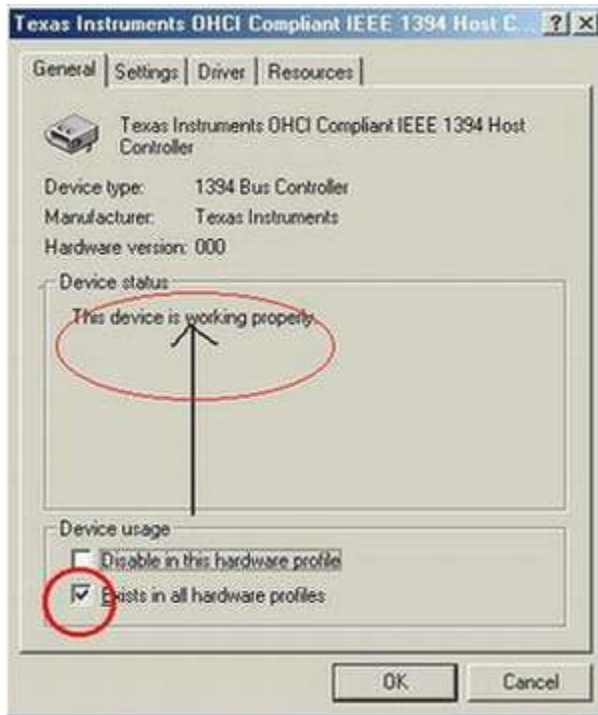 Texas Instruments OHCI Compliant IEEE 1394 Host C...
General Settings Driver Resources
Texas Instruments OHCI Compliant IEEE 1394 Host
Controller
Device type: 1394 Bus Controller
Manufacturer: Texas Instruments
Hardware version: 000
Device status
This device is working properly.
Device usage
Disable in this hardware profile
Exists in all hardware profiles
OK Cancel